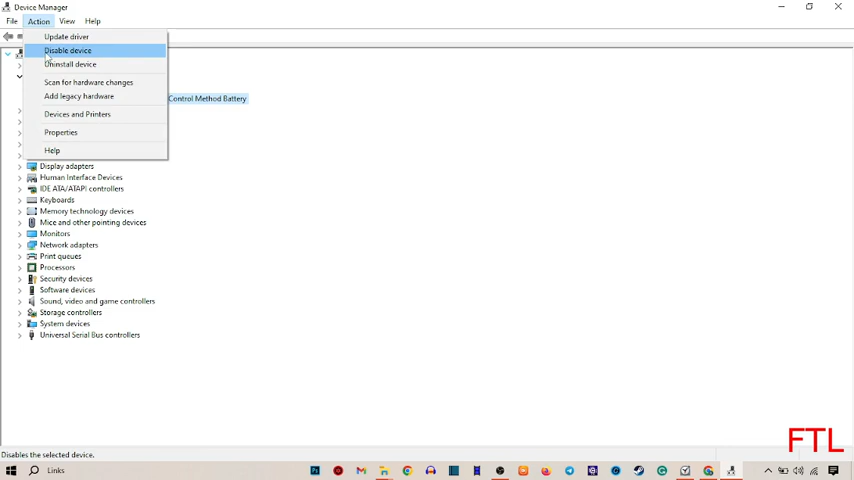 Device Manager
File Action View Help
Update driver
Disable device
Uninstall device
Scan for hardware changes
Control Method Battery
Add legacy hardware
Devices and Printers
Properties
Help
Display adapters
Human Interface Devices
IDE ATA/ATAPI controllers
Keyboards
Memory technology devices
Mice and other pointing devices
Monitors
Network adapters
Print queues
Processors
Security devices
Software devices
Sound, video and game controllers
Storage controllers
System devices
Universal Serial Bus controllers
FTL
Disables the selected device.
Links